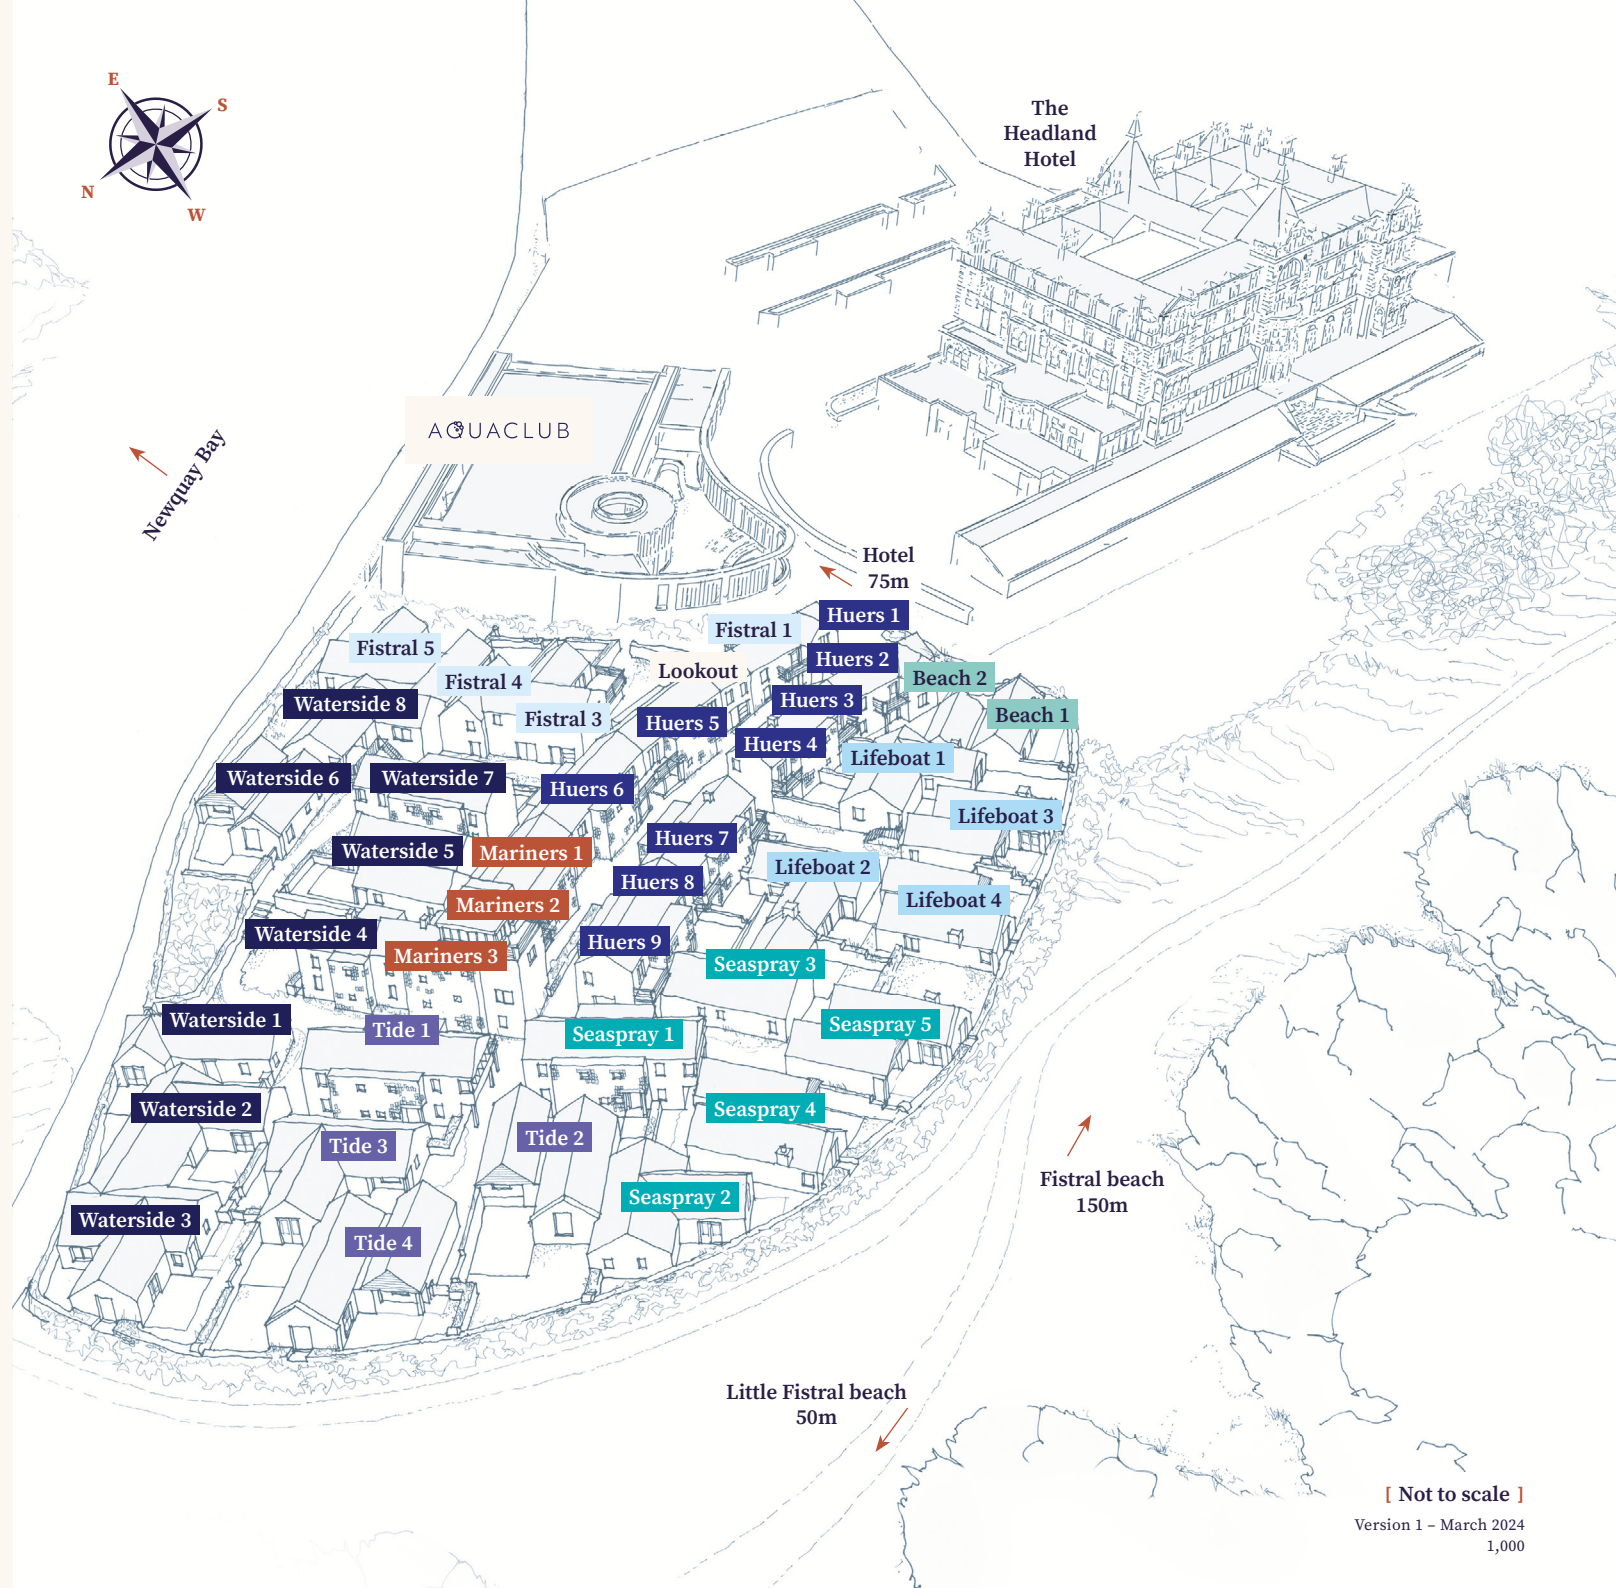 E
S
N
W
The
Headland
Hotel
AQUACLUB
Newquay Bay
Hotel
75m
Huers 1
Fistral 1
Fistral 5
Huers 2
Lookout
Beach 2
Fistral 4
Waterside 8
Huers 3
Fistral 3
Huers 5
Beach 1
Huers 4
Lifeboat 1
Waterside 6
Waterside 7
Huers 6
Lifeboat 3
Huers 7
Waterside 5
Mariners 1
Lifeboat 2
Huers 8
Lifeboat 4
Mariners 2
Waterside 4
Huers 9
Mariners 3
Seaspray 3
Waterside 1
Tide 1
Seaspray 1
Seaspray 5
Waterside 2
Seaspray 4
Tide 3
Tide 2
Fistral beach
150m
Seaspray 2
Waterside 3
Tide 4
Little Fistral beach
50m
[ Not to scale ]
Version 1 – March 2024
1,000